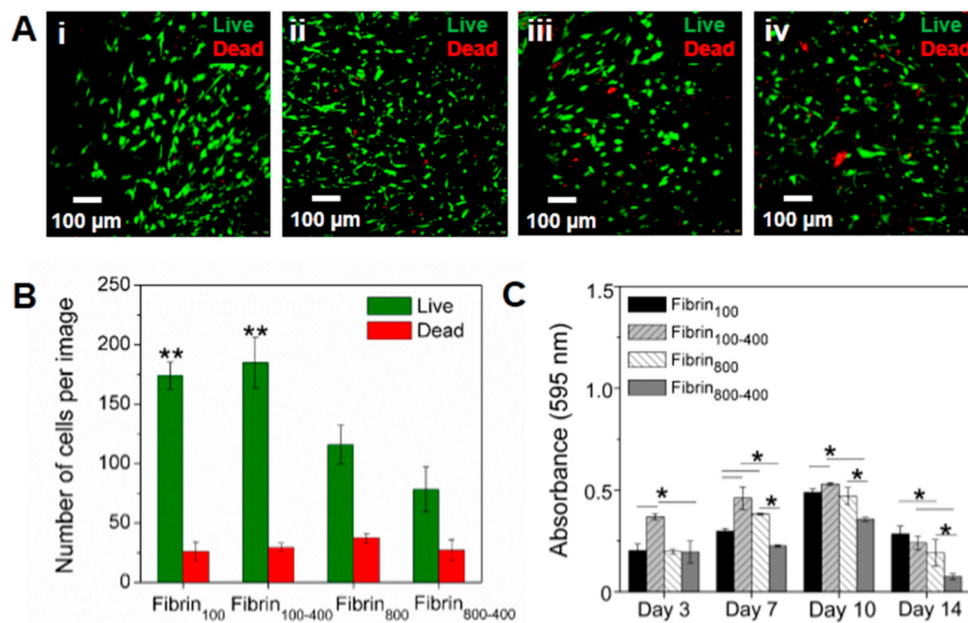 A
i
Live
Dead
100 µm
ii
Live
Dead
100 µm
iii
Live
Dead
100 µm
iv
Live
Dead
100 µm
B
Number of cells per image
250
200
150
100
50
0
Live
Dead
**
**
Fibrin100
Fibrin100-400
Fibrin800
Fibrin800-400
C
Absorbance (595 nm)
1.5
1.0
0.5
0.0
Fibrin100
Fibrin100-400
Fibrin800
Fibrin800-400
*
*
*
*
*
*
*
Day 3
Day 7
Day 10
Day 14